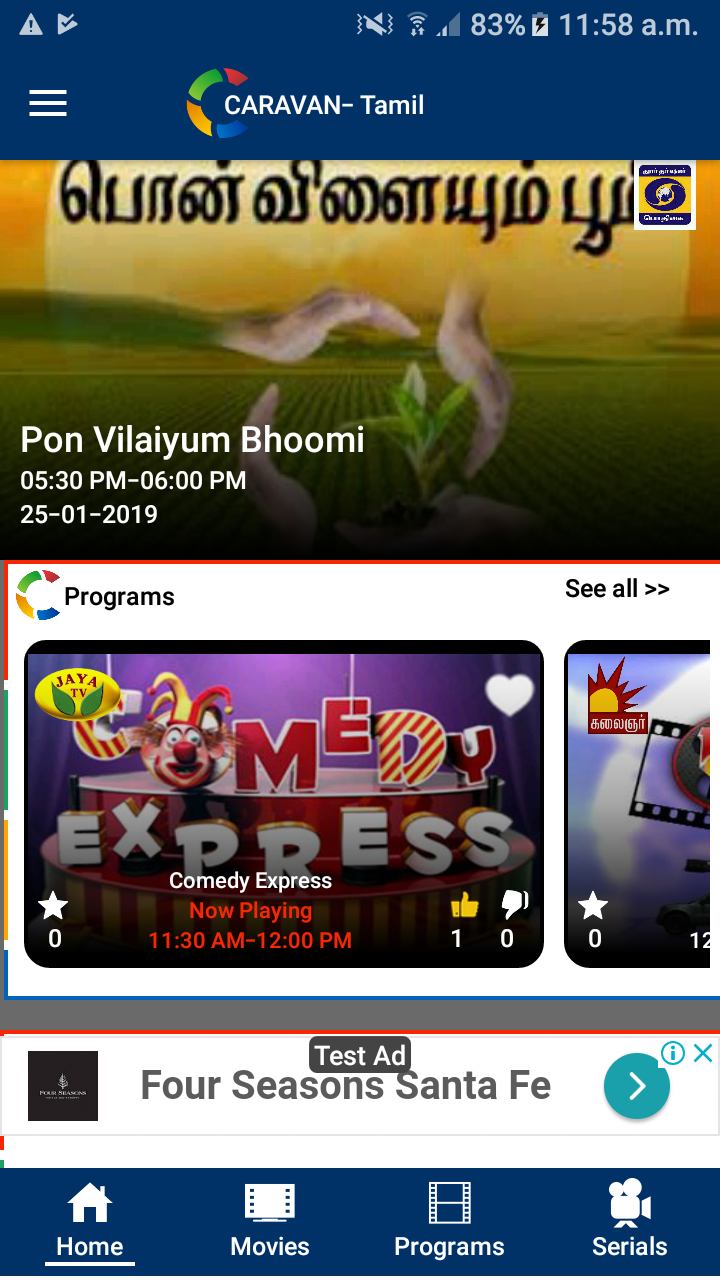 83% 11:58 a.m.
CARAVAN- Tamil
பொன் விளையும் பூமி
Pon Vilaiyum Bhoomi
05:30 PM-06:00 PM
25-01-2019
Programs
See all >>
JAYA
TV
COMEDY
EXPRESS
Comedy Express
Now Playing
11:30 AM-12:00 PM
0
1
0
கலைஞர்
0
12
Test Ad
FOUR SEASONS
Four Seasons Santa Fe
Home
Movies
Programs
Serials